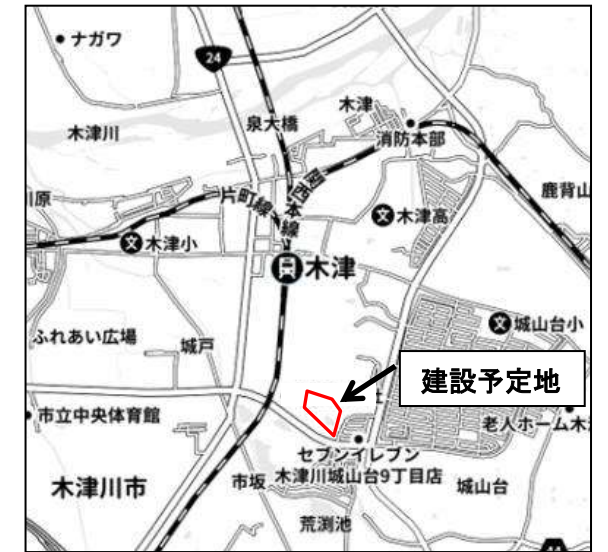 ナガワ
24
木津川
泉大橋
木津
消防本部
鹿背山
川原
片町線
関西本線
文木津高
文木津小
木津
文城山台小
ふれあい広場
城戸
建設予定地
市立中央体育館
老人ホーム木津
セブンイレブン
木津川城山台9丁目店
木津川市
市坂
城山台
荒渕池